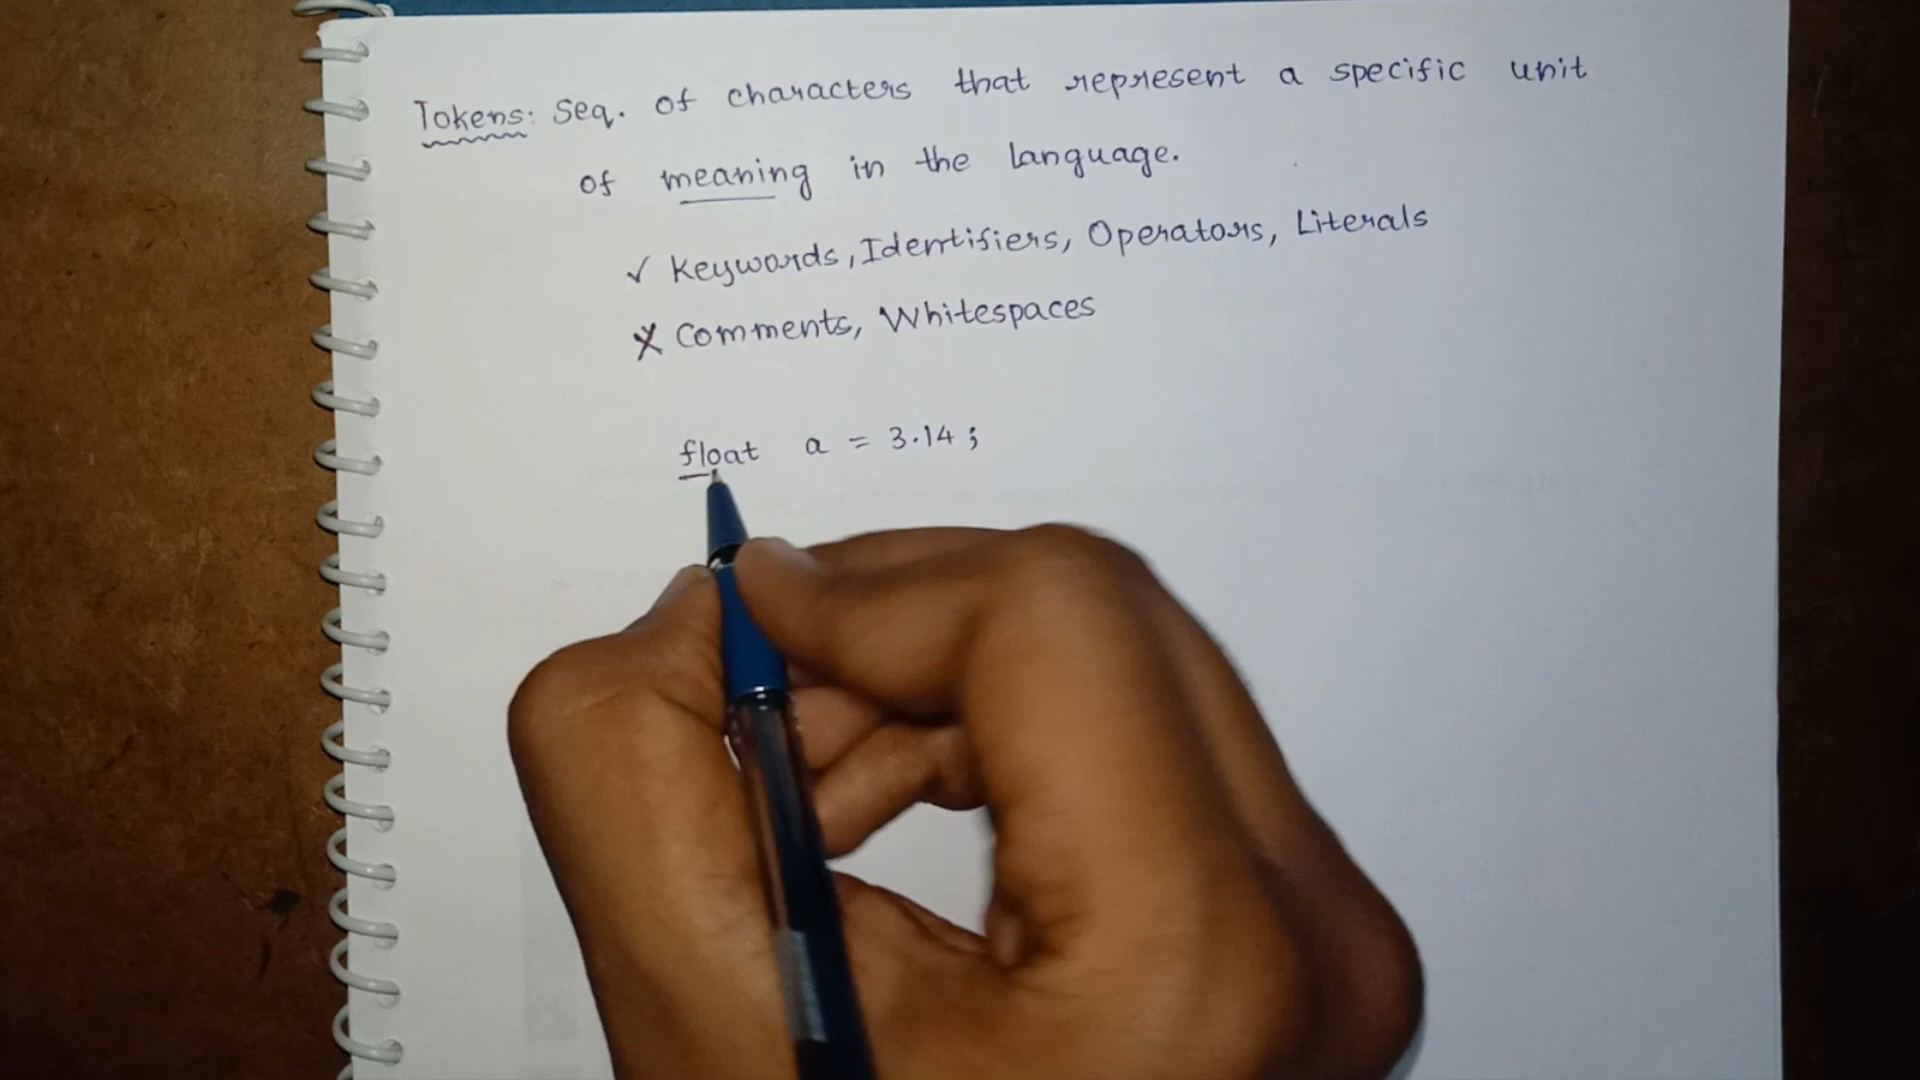 Tokens: Seq. of characters that represent a specific unit
of meaning in the language.
✓ Keywords, Identifiers, Operators, Literals
X Comments, Whitespaces
float a = 3.14;